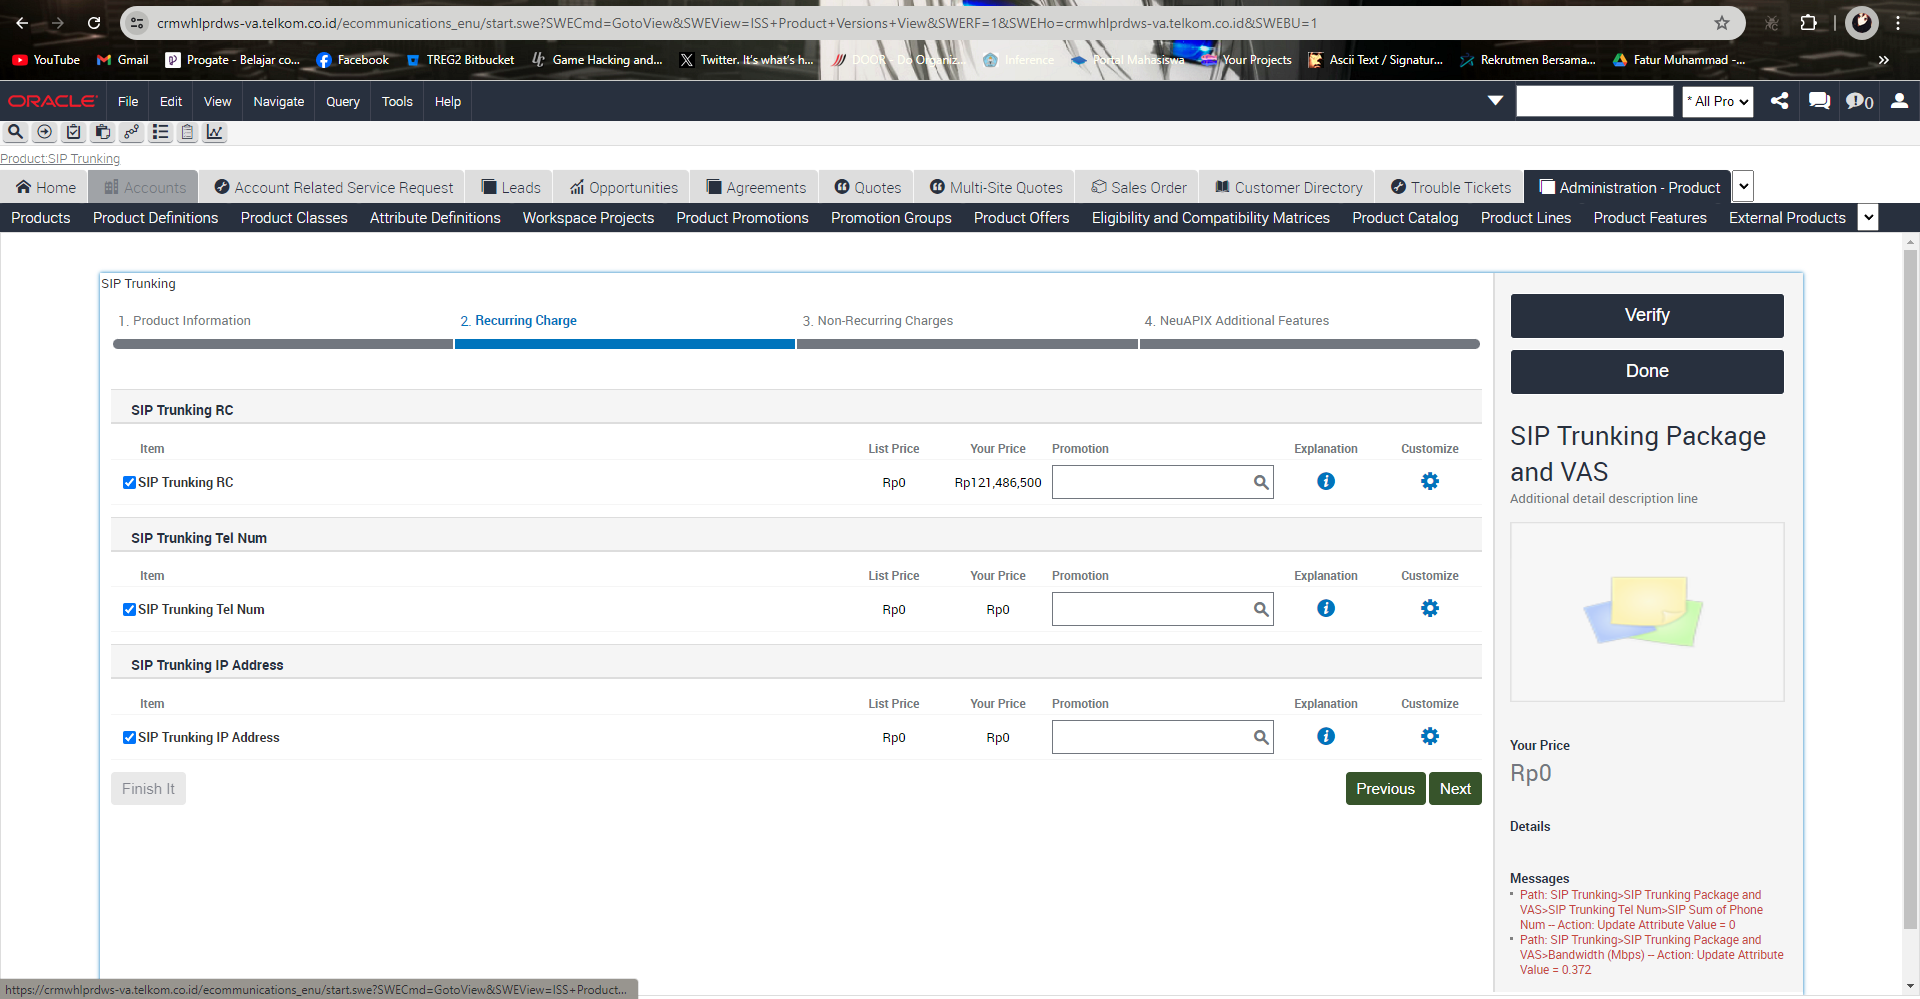 crmwhlprdws-va.telkom.co.id/ecommunications_enu/start.swe?SWECmd=GotoView&SWEView=ISS+Product+Versions+View&SWERF=1&SWEHo=crmwhlprdws-va.telkom.co.id&SWEBU=1
YouTube Gmail Progate - Belajar co... Facebook TREG2 Bitbucket Game Hacking and... Twitter. It's what's h... DOOR - Do Organiz... Inference Portal Mahasiswa Your Projects Ascii Text / Signatur... Rekrutmen Bersama... Fatur Muhammad -...
ORACLE File Edit View Navigate Query Tools Help * All Pro 0
Product:SIP Trunking
Home Accounts Account Related Service Request Leads Opportunities Agreements Quotes Multi-Site Quotes Sales Order Customer Directory Trouble Tickets Administration - Product
Products Product Definitions Product Classes Attribute Definitions Workspace Projects Product Promotions Promotion Groups Product Offers Eligibility and Compatibility Matrices Product Catalog Product Lines Product Features External Products
SIP Trunking
1. Product Information 2. Recurring Charge 3. Non-Recurring Charges 4. NeuAPIX Additional Features
SIP Trunking RC
Item List Price Your Price Promotion Explanation Customize
SIP Trunking RC Rp0 Rp121,486,500
SIP Trunking Tel Num
Item List Price Your Price Promotion Explanation Customize
SIP Trunking Tel Num Rp0 Rp0
SIP Trunking IP Address
Item List Price Your Price Promotion Explanation Customize
SIP Trunking IP Address Rp0 Rp0
Finish It Previous Next
Verify
Done
SIP Trunking Package
and VAS
Additional detail description line
Your Price
Rp0
Details
Messages
Path: SIP Trunking>SIP Trunking Package and
VAS>SIP Trunking Tel Num>SIP Sum of Phone
Num -- Action: Update Attribute Value = 0
Path: SIP Trunking>SIP Trunking Package and
VAS>Bandwidth (Mbps) -- Action: Update Attribute
Value = 0.372
https://crmwhlprdws-va.telkom.co.id/ecommunications_enu/start.swe?SWECmd=GotoView&SWEView=ISS+Product...